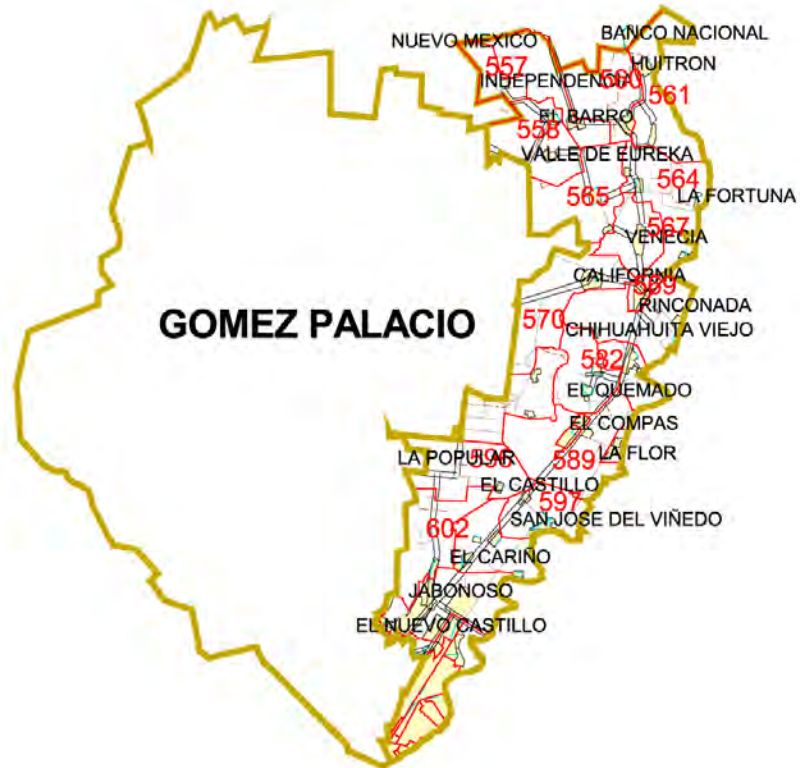 BANCO NACIONAL
NUEVO MEXICO
HUITRON
557
INDEPENDENCIA
560
561
EL BARRO
558
VALLE DE EUREKA
564
565
LA FORTUNA
567
VENECIA
CALIFORNIA
569
RINCONADA
570
GOMEZ PALACIO
CHIHUAHUITA VIEJO
582
EL QUEMADO
EL COMPAS
LA POPULAR
589
LA FLOR
EL CASTILLO
597
SAN JOSE DEL VIÑEDO
602
EL CARIÑO
JABONOSO
EL NUEVO CASTILLO